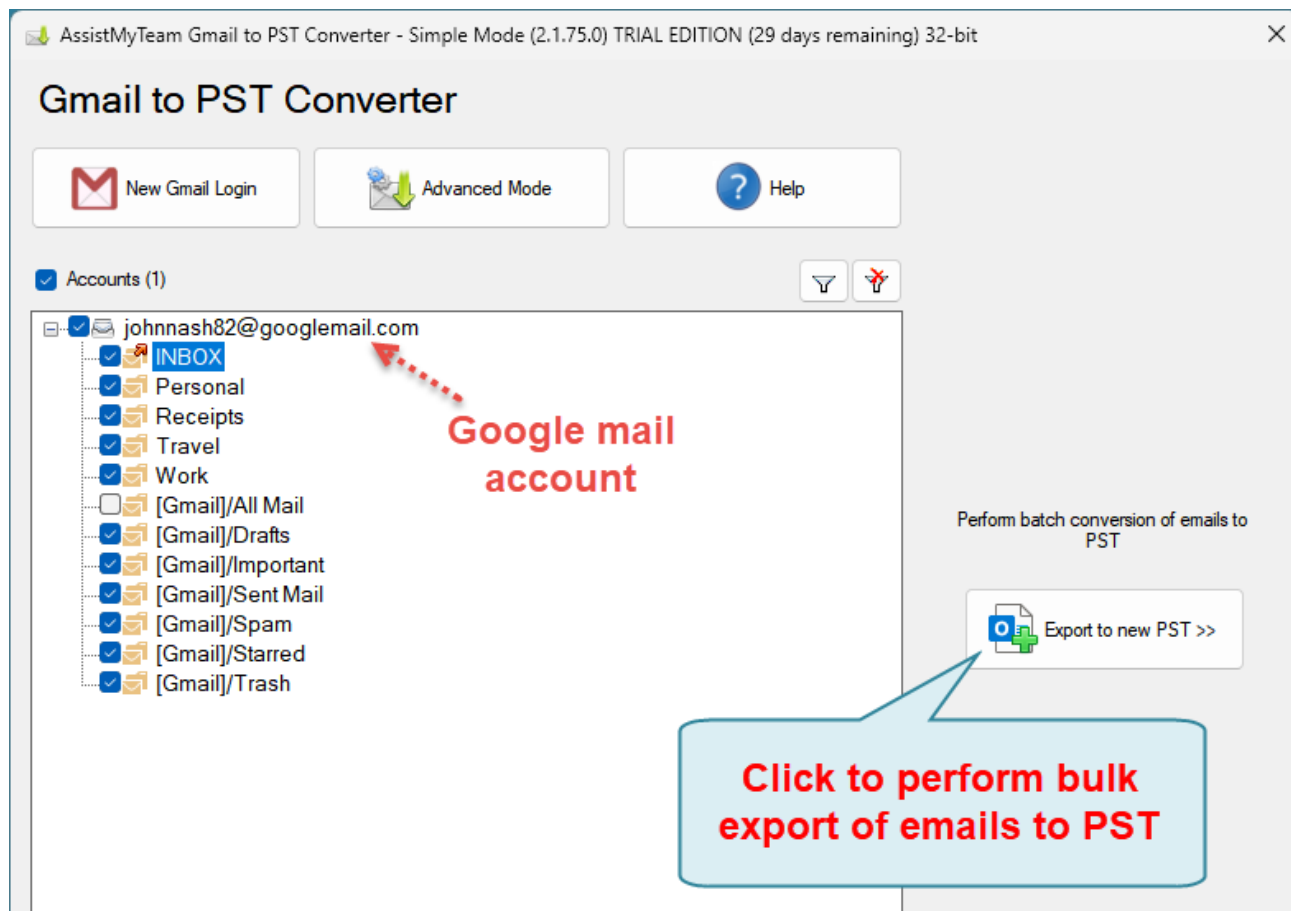 AssistMyTeam Gmail to PST Converter - Simple Mode (2.1.75.0) TRIAL EDITION (29 days remaining) 32-bit
Gmail to PST Converter
New Gmail Login
Advanced Mode
? Help
Accounts (1)
johnnash82@googlemail.com
INBOX
Personal
Receipts
Travel
Work
[Gmail]/All Mail
[Gmail]/Drafts
[Gmail]/Important
[Gmail]/Sent Mail
[Gmail]/Spam
[Gmail]/Starred
[Gmail]/Trash
Google mail
account
Perform batch conversion of emails to
PST
Export to new PST >>
Click to perform bulk
export of emails to PST